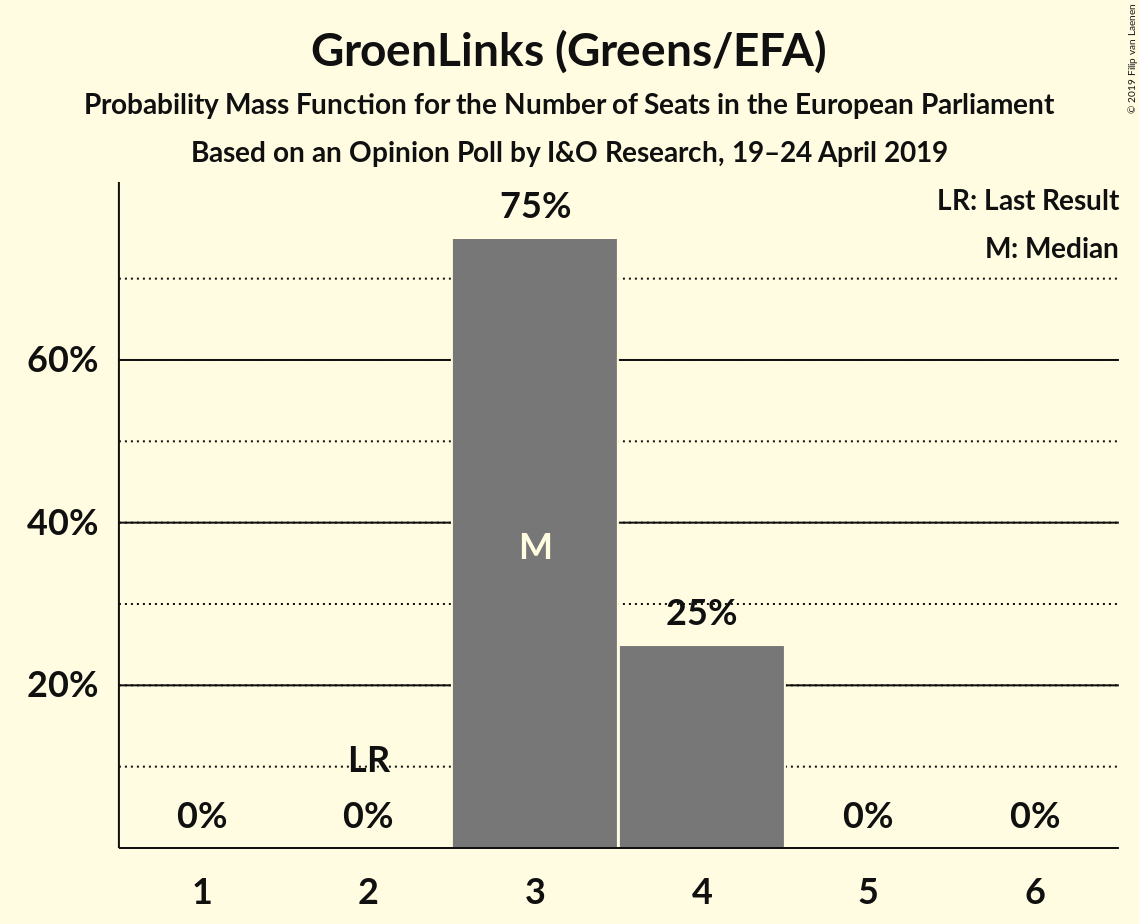 GroenLinks (Greens/EFA)
Probability Mass Function for the Number of Seats in the European Parliament
Based on an Opinion Poll by I&O Research, 19–24 April 2019
© 2019 Filip van Laenen
LR: Last Result
M: Median
75%
60%
40%
M
25%
20%
LR
0% 0% 0% 0%
1 2 3 4 5 6